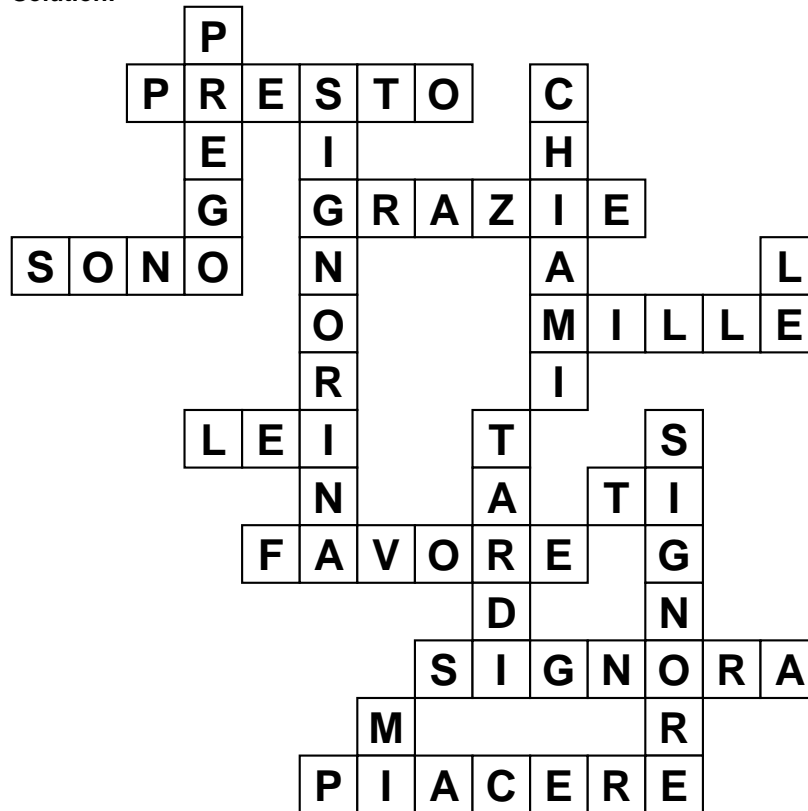 Solution:
P
PRESTO C
E I H
G GRAZIE
SONO N A L
O MILLE
R I
LEI T S
N A TI
FAVORE G
D N
SIGNORA
M R
PIACERE